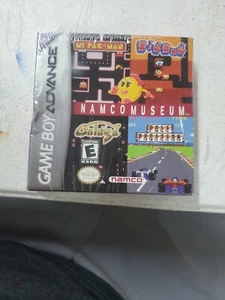 GAME BOY ADVANCE
MS. PAC-MAN
DIG DUG
NAMCO MUSEUM
Galaga
POLE POSITION
E
namco